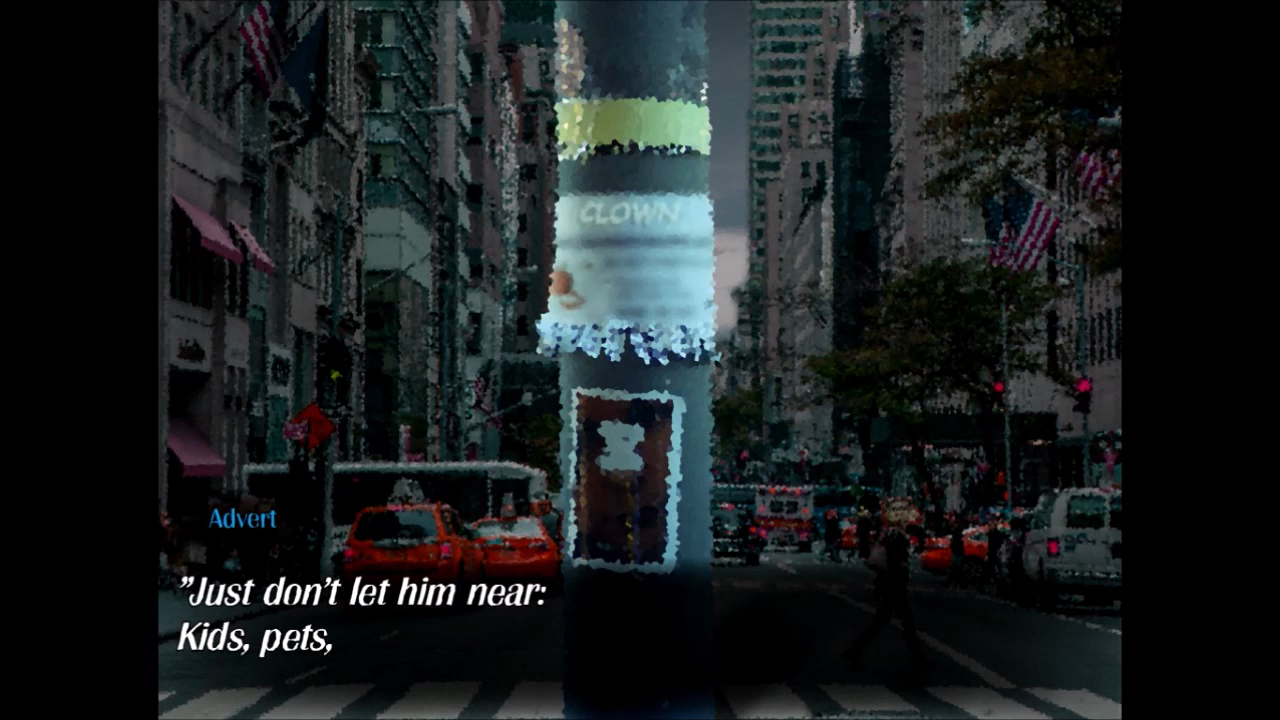 CLOWN
Advert
”Just don’t let him near:
Kids, pets,